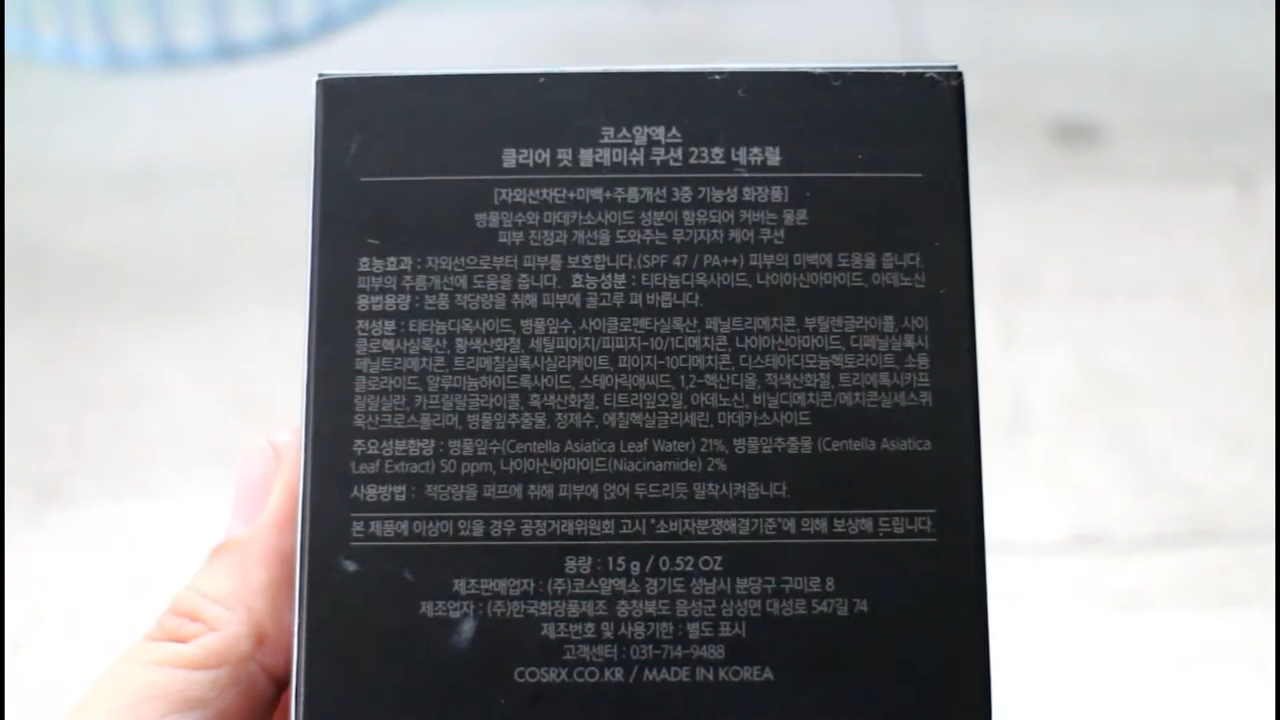 코스알엑스
클리어 핏 블래미쉬 쿠션 23호 네츄럴
[자외선차단+미백+주름개선 3중 기능성 화장품]
병풀잎수와 마데카소사이드 성분이 함유되어 커버는 물론
피부 진정과 개선을 도와주는 무기자차 케어 쿠션
효능효과 : 자외선으로부터 피부를 보호합니다.(SPF 47 / PA++) 피부의 미백에 도움을 줍니다.
피부의 주름개선에 도움을 줍니다. 효능성분 : 티타늄디옥사이드, 나이아신아마이드, 아데노신
용법용량 : 본품 적당량을 취해 피부에 골고루 펴 바릅니다.
전성분 : 티타늄디옥사이드, 병풀잎수, 사이클로펜타실록산, 페닐트리메치콘, 부틸렌글라이콜, 사이
클로헥사실록산, 황색산화철, 세틸피이지/피피지-10/1디메치콘, 나이아신아마이드, 디페닐실록시
페닐트리메치콘, 트리메칠실록시실리케이트, 피이지-10디메치콘, 디스테아디모늄헥토라이트, 소듐
클로라이드, 알루미늄하이드록사이드, 스테아릭애씨드, 1,2-헥산디올, 적색산화철, 트리에톡시카프
릴릴실란, 카프릴릴글라이콜, 흑색산화철, 티트리잎오일, 아데노신, 비닐디메치콘/메치콘실세스퀴
옥산크로스폴리머, 병풀잎추출물, 정제수, 에칠헥실글리세린, 마데카소사이드
주요성분함량 : 병풀잎수(Centella Asiatica Leaf Water) 21%, 병풀잎추출물 (Centella Asiatica
Leaf Extract) 50 ppm, 나이아신아마이드(Niacinamide) 2%
사용방법 : 적당량을 퍼프에 취해 피부에 얹어 두드리듯 밀착시켜줍니다.
본 제품에 이상이 있을 경우 공정거래위원회 고시 "소비자분쟁해결기준"에 의해 보상해 드립니다.
용량 : 15 g / 0.52 OZ
제조판매업자 : (주)코스알엑스 경기도 성남시 분당구 구미로 8
제조업자 : (주)한국화장품제조 충청북도 음성군 삼성면 대성로 547길 74
제조번호 및 사용기한 : 별도 표시
고객센터 : 031-714-9488
COSRX.CO.KR / MADE IN KOREA